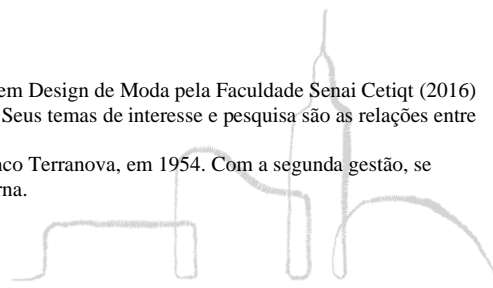 em Design de Moda pela Faculdade Senai Cetiqt (2016)
Seus temas de interesse e pesquisa são as relações entre
nco Terranova, em 1954. Com a segunda gestão, se
rna.